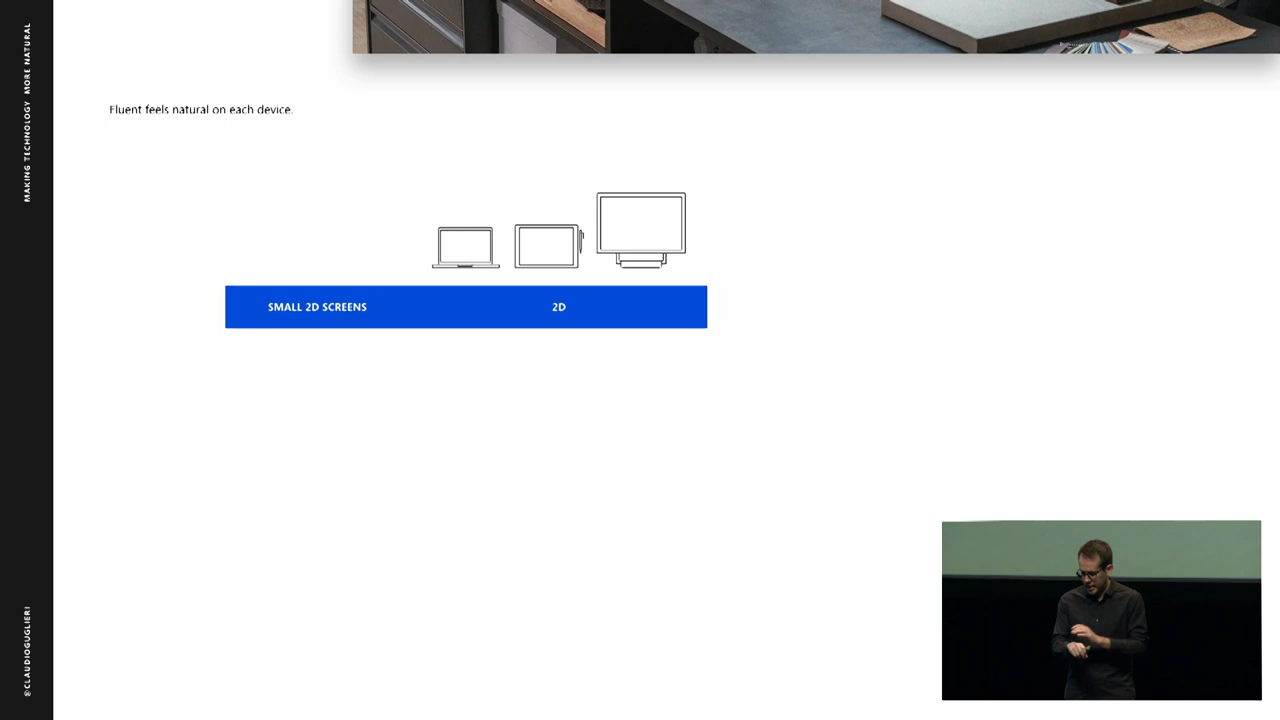 MAKING TECHNOLOGY MORE NATURAL
Fluent feels natural on each device.
SMALL 2D SCREENS
2D
@CLAUDIOGUGLIERI